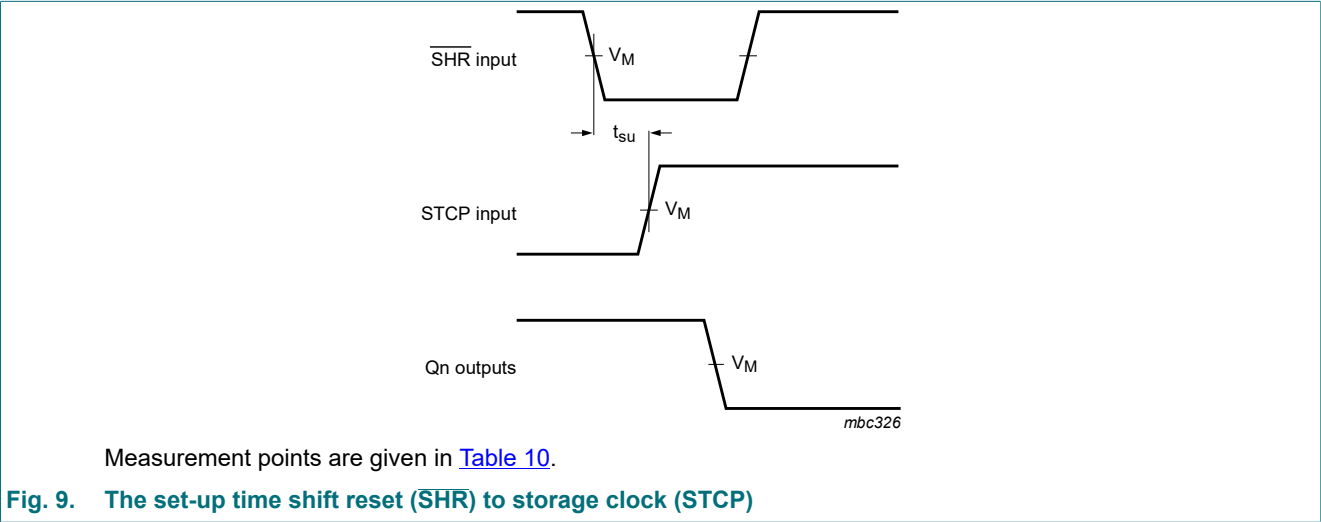 SHR input
VM
tsu
STCP input
VM
Qn outputs
VM
mbc326
Measurement points are given in Table 10.
Fig. 9. The set-up time shift reset (SHR) to storage clock (STCP)